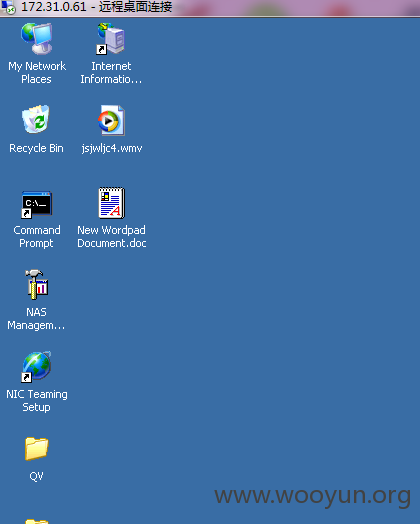 172.31.0.61 - 远程桌面连接
My Network
Places
Internet
Informatio...
Recycle Bin
jsjwljc4.wmv
C:\_
Command
Prompt
New Wordpad
Document.doc
NAS
Managem...
NIC Teaming
Setup
QV
www.wooyun.org